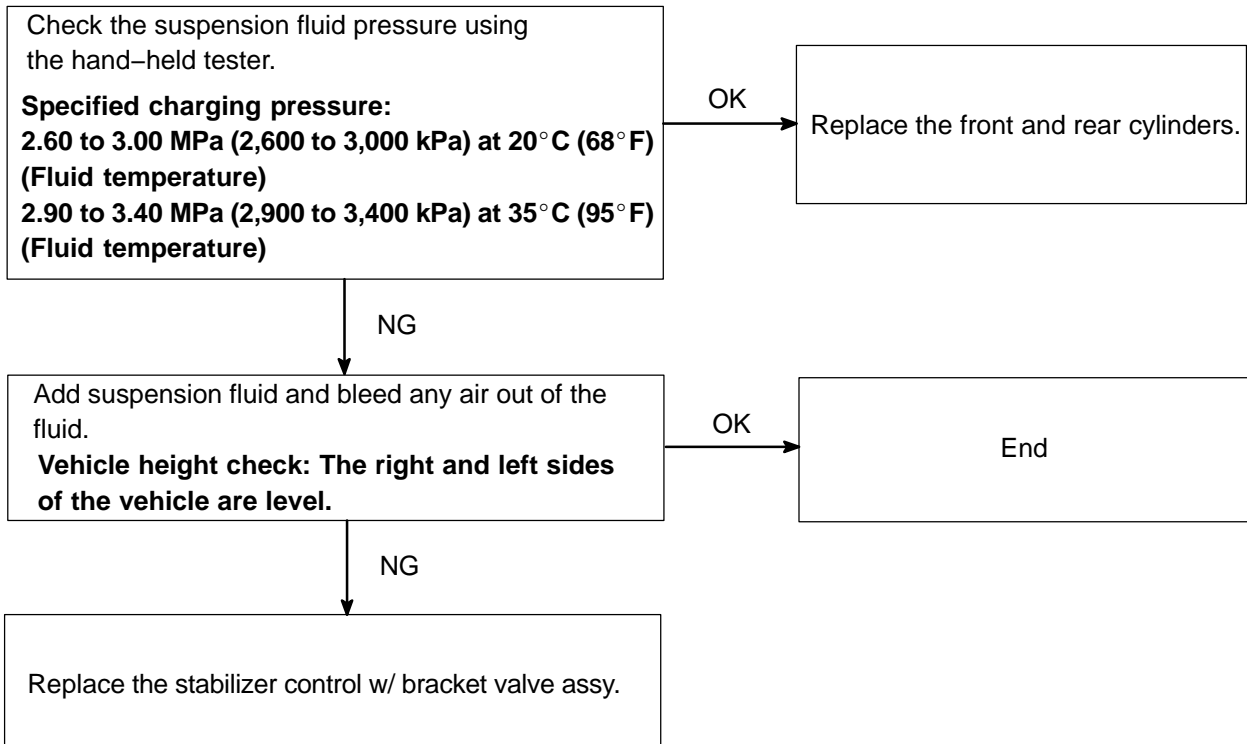 Check the suspension fluid pressure using
the hand–held tester.
Specified charging pressure:
2.60 to 3.00 MPa (2,600 to 3,000 kPa) at 20°C (68°F)
(Fluid temperature)
2.90 to 3.40 MPa (2,900 to 3,400 kPa) at 35°C (95°F)
(Fluid temperature)
OK
Replace the front and rear cylinders.
NG
Add suspension fluid and bleed any air out of the
fluid.
Vehicle height check: The right and left sides
of the vehicle are level.
OK
End
NG
Replace the stabilizer control w/ bracket valve assy.